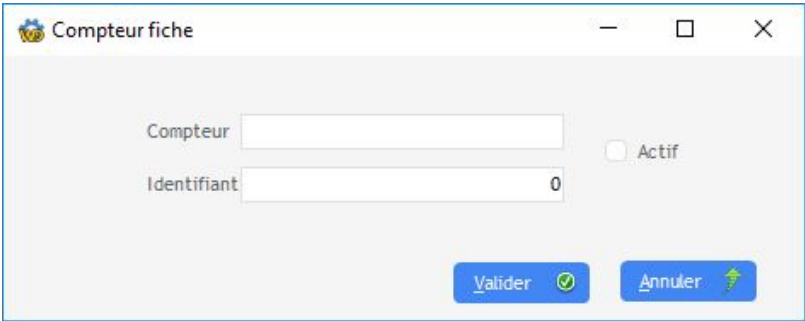 Compteur fiche
Compteur
Actif
Identifiant 0
Valider Annuler